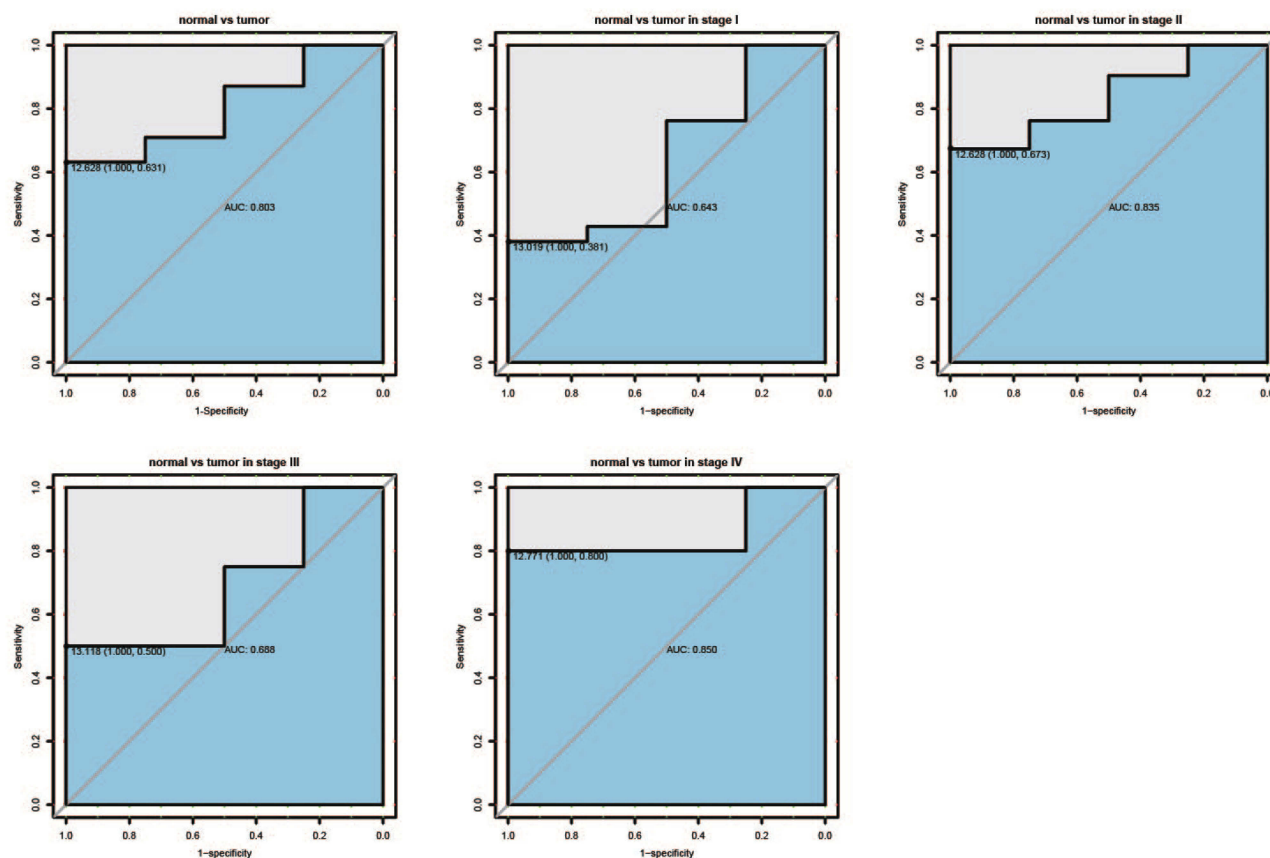 normal vs tumor
Sensitivity
0.0 0.2 0.4 0.6 0.8 1.0
12.628 (1.000, 0.631)
AUC: 0.803
1.0 0.8 0.6 0.4 0.2 0.0
1-Specificity
normal vs tumor in stage I
Sensitivity
0.0 0.2 0.4 0.6 0.8 1.0
AUC: 0.643
13.019 (1.000, 0.381)
1.0 0.8 0.6 0.4 0.2 0.0
1-specificity
normal vs tumor in stage II
Sensitivity
0.0 0.2 0.4 0.6 0.8 1.0
12.628 (1.000, 0.673)
AUC: 0.835
1.0 0.8 0.6 0.4 0.2 0.0
1-specificity
normal vs tumor in stage III
Sensitivity
0.0 0.2 0.4 0.6 0.8 1.0
13.118 (1.000, 0.500)
AUC: 0.688
1.0 0.8 0.6 0.4 0.2 0.0
1-specificity
normal vs tumor in stage IV
Sensitivity
0.0 0.2 0.4 0.6 0.8 1.0
12.771 (1.000, 0.800)
AUC: 0.850
1.0 0.8 0.6 0.4 0.2 0.0
1-specificity